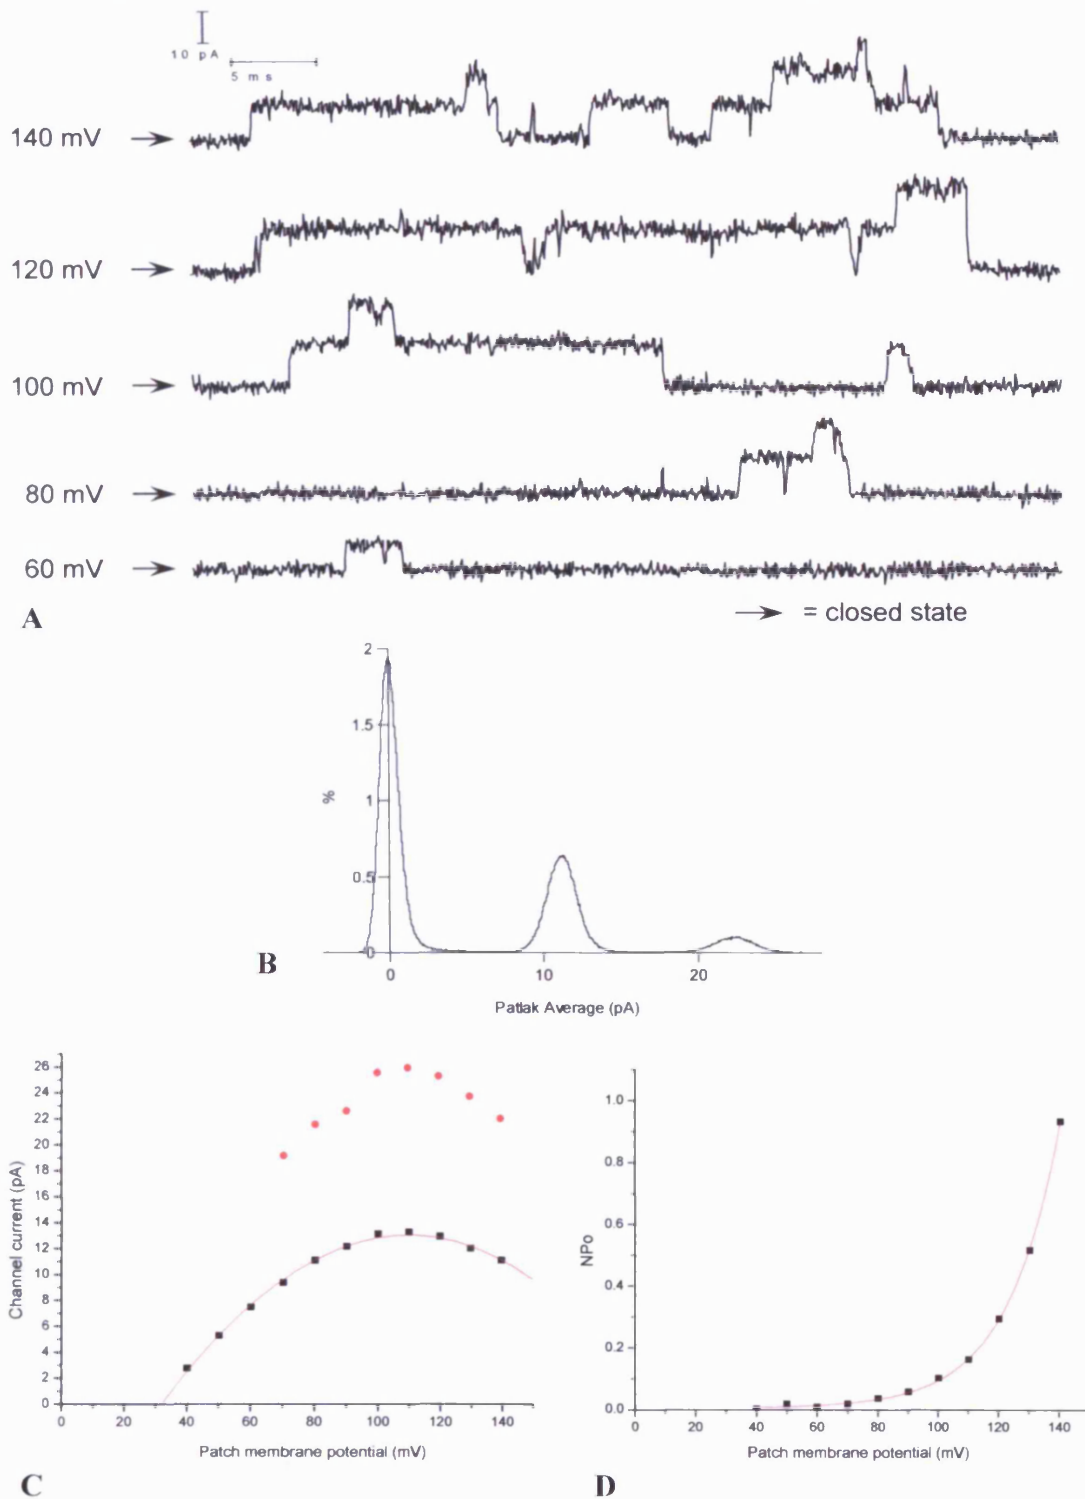 10 pA
5 ms
140 mV
120 mV
100 mV
80 mV
60 mV
= closed state
A
2
1.5
1
0.5
0
%
0
10
20
Patlak Average (pA)
B
26
24
22
20
18
16
14
12
10
8
6
4
2
0
Channel current (pA)
0
20
40
60
80
100
120
140
Patch membrane potential (mV)
C
1.0
0.8
0.6
0.4
0.2
0.0
NPo
0
20
40
60
80
100
120
140
Patch membrane potential (mV)
D